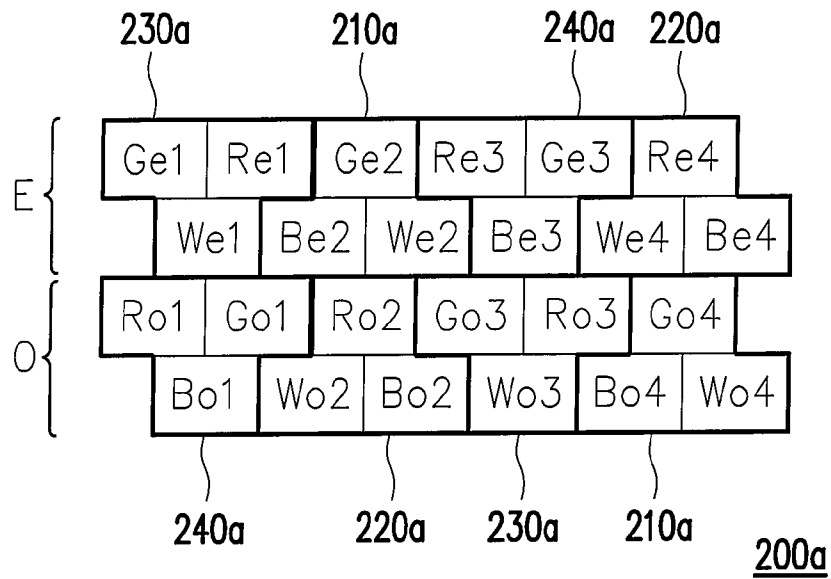 230a 210a 240a 220a
E
Ge1 Re1 Ge2 Re3 Ge3 Re4
We1 Be2 We2 Be3 We4 Be4
O
Ro1 Go1 Ro2 Go3 Ro3 Go4
Bo1 Wo2 Bo2 Wo3 Bo4 Wo4
240a 220a 230a 210a
200a